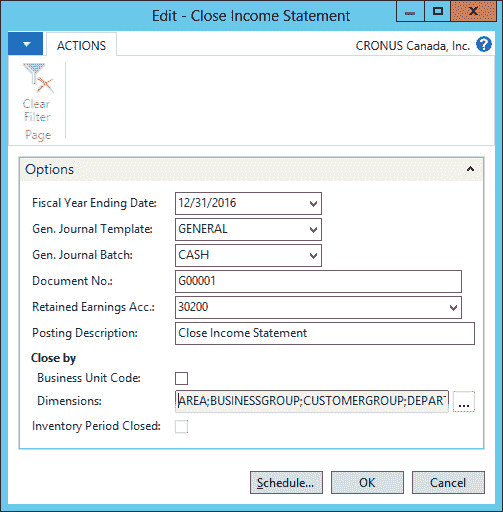 Edit - Close Income Statement
ACTIONS
CRONUS Canada, Inc.
?
Clear
Filter
Page
Options
Fiscal Year Ending Date: 12/31/2016
Gen. Journal Template: GENERAL
Gen. Journal Batch: CASH
Document No.: G00001
Retained Earnings Acc.: 30200
Posting Description: Close Income Statement
Close by
Business Unit Code:
Dimensions: AREA;BUSINESSGROUP;CUSTOMERGROUP;DEPART ...
Inventory Period Closed:
Schedule... OK Cancel